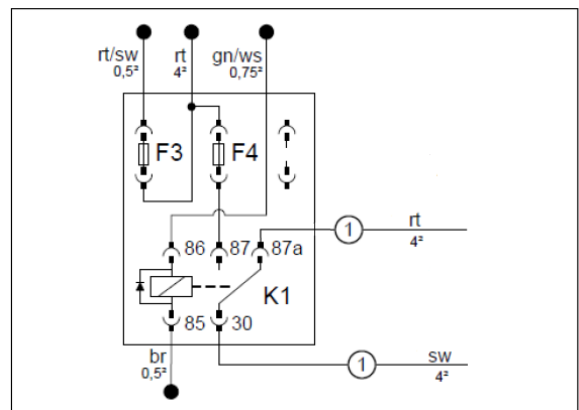 rt/sw rt gn/ws
0,5² 4² 0,75²
F3 F4
1 rt
4²
86 87 87a
K1
85 30
br
0,5²
1 sw
4²